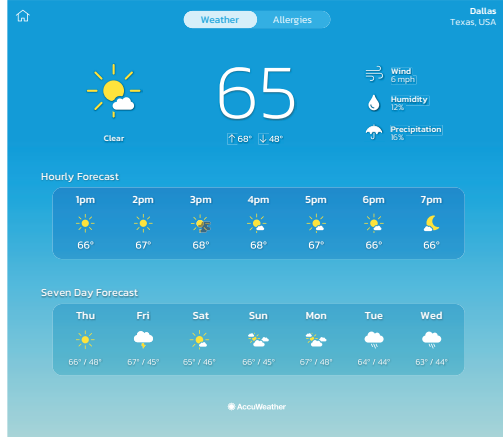 Weather
Allergies
Dallas
Texas, USA
65
68° 48°
Clear
Wind
6 mph
Humidity
12%
Precipitation
16%
Hourly Forecast
1pm 2pm 3pm 4pm 5pm 6pm 7pm
66° 67° 68° 68° 67° 66° 66°
Seven Day Forecast
Thu Fri Sat Sun Mon Tue Wed
66° / 48° 67° / 45° 65° / 46° 66° / 45° 67° / 48° 64° / 44° 63° / 44°
AccuWeather